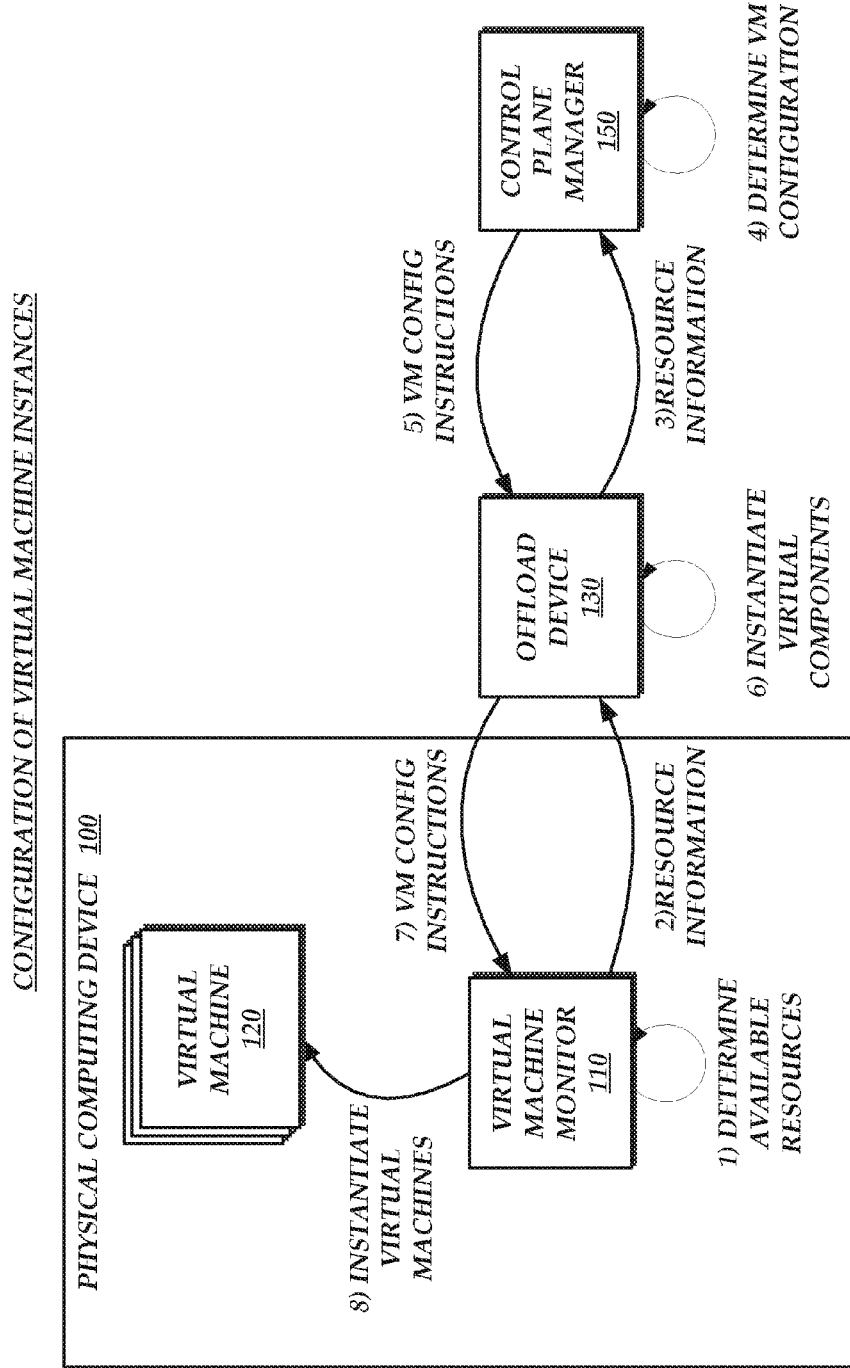 CONFIGURATION OF VIRTUAL MACHINE INSTANCES
PHYSICAL COMPUTING DEVICE 100
VIRTUAL
MACHINE
120
8) INSTANTIATE
VIRTUAL
MACHINES
7) VM CONFIG
INSTRUCTIONS
5) VM CONFIG
INSTRUCTIONS
VIRTUAL
MACHINE
MONITOR
110
OFFLOAD
DEVICE
130
CONTROL
PLANE
MANAGER
150
2)RESOURCE
INFORMATION
3)RESOURCE
INFORMATION
1) DETERMINE
AVAILABLE
RESOURCES
6) INSTANTIATE
VIRTUAL
COMPONENTS
4) DETERMINE VM
CONFIGURATION